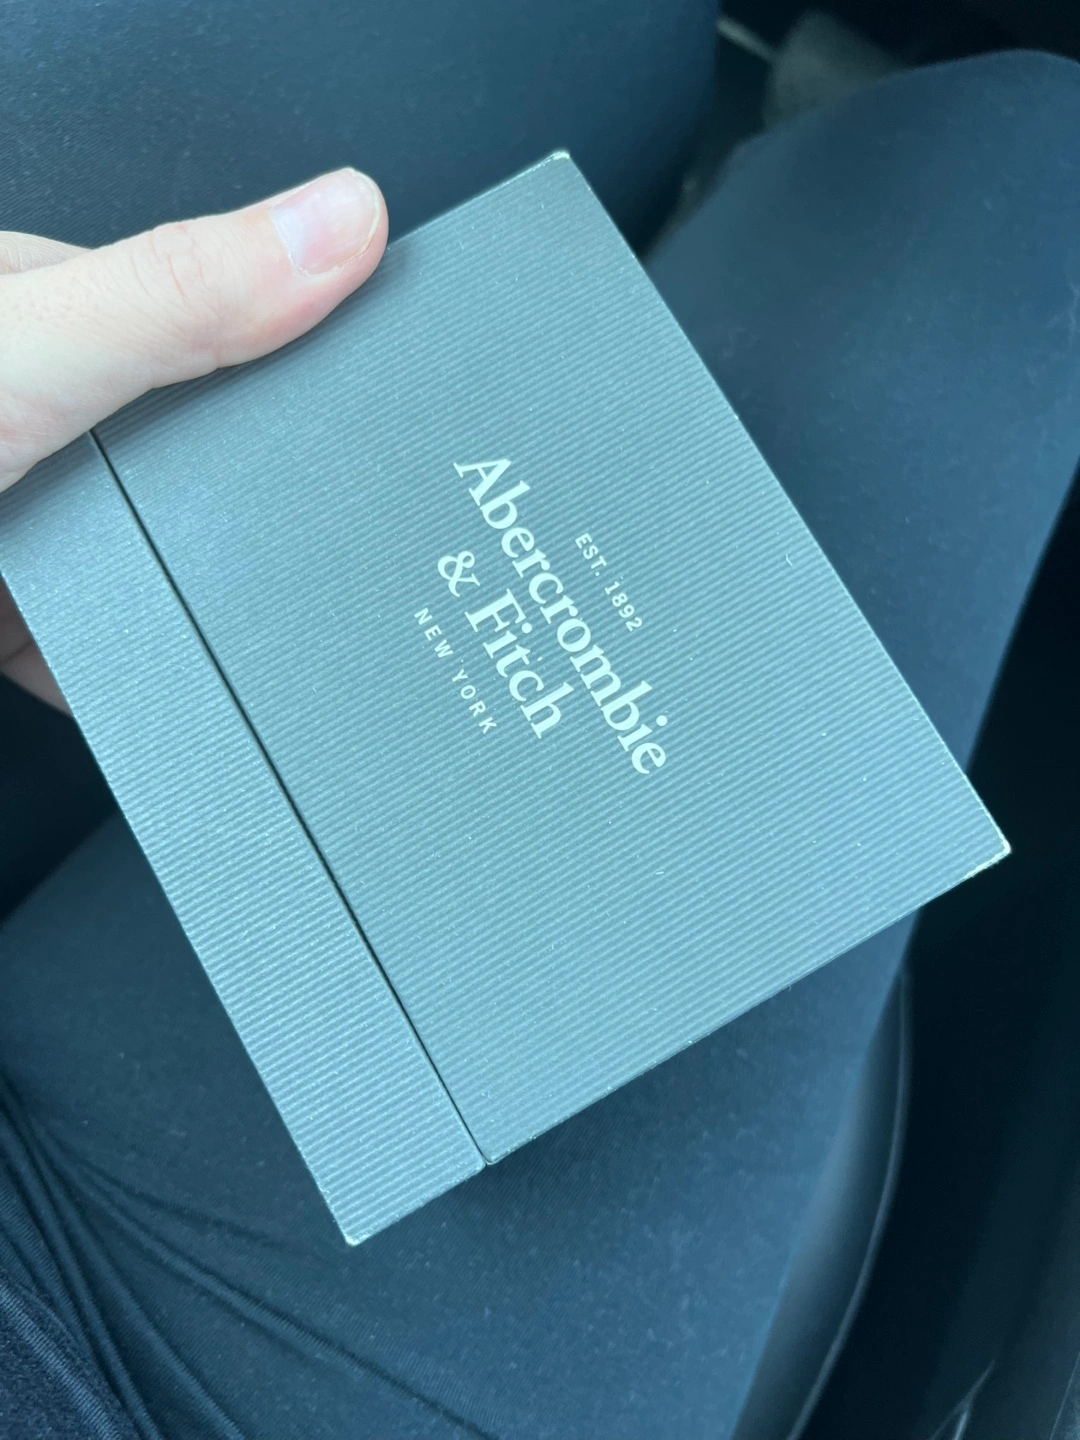 EST. 1892
Abercrombie
& Fitch
NEW YORK